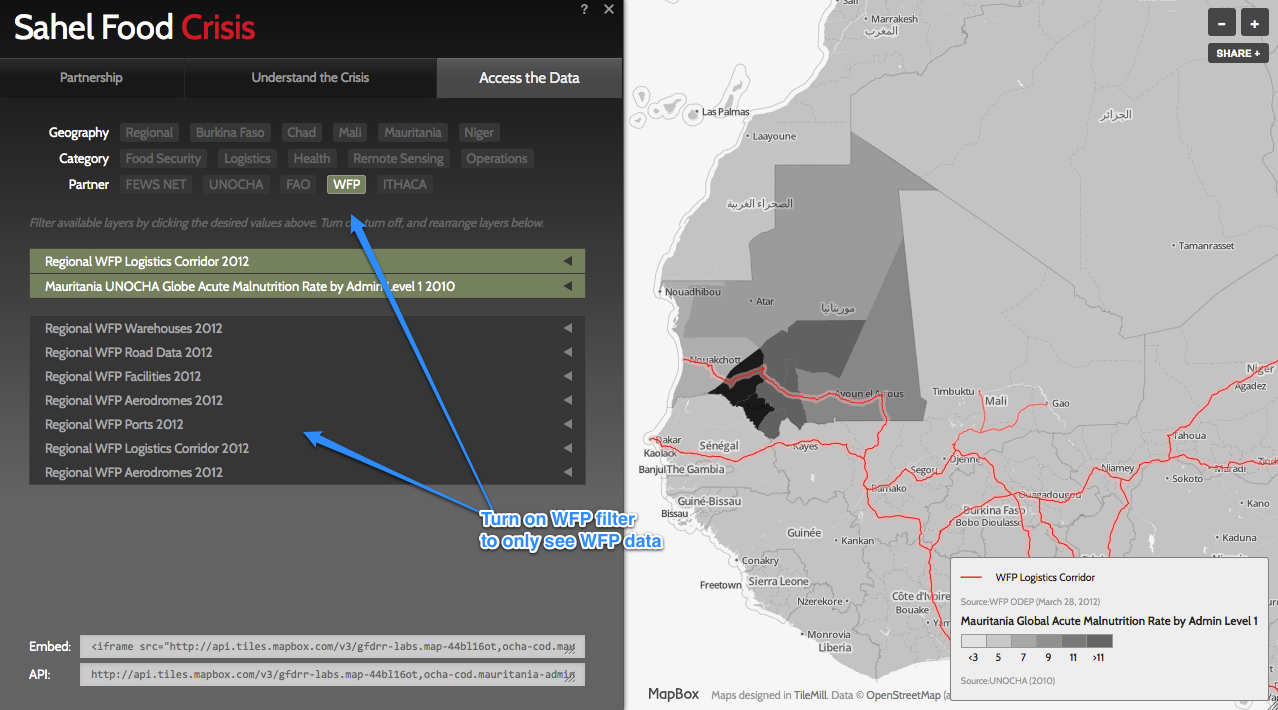 ? ×
Sahel Food Crisis
Partnership
Understand the Crisis
Access the Data
Geography Regional Burkina Faso Chad Mali Mauritania Niger
Category Food Security Logistics Health Remote Sensing Operations
Partner FEWS NET UNOCHA FAO WFP ITHACA
Filter available layers by clicking the desired values above. Turn on, turn off, and rearrange layers below.
Regional WFP Logistics Corridor 2012
Mauritania UNOCHA Globe Acute Malnutrition Rate by Admin Level 1 2010
Regional WFP Warehouses 2012
Regional WFP Road Data 2012
Regional WFP Facilities 2012
Regional WFP Aerodromes 2012
Regional WFP Ports 2012
Regional WFP Logistics Corridor 2012
Regional WFP Aerodromes 2012
Turn on WFP filter
to only see WFP data
Embed: <iframe src="http://api.tiles.mapbox.com/v3/gfdrr-labs.map-44bl16ot,ocha-cod.mau
API: http://api.tiles.mapbox.com/v3/gfdrr-labs.map-44bl16ot,ocha-cod.mauritania-admin
- +
SHARE +
Safi
Marrakesh
المغرب
Las Palmas
الجزائر
Laayoune
الصحراء الغربية
Tamanrasset
Nouadhibou
Atar
موريتانيا
Nouakchott
Niger
Agadez
Ayoun el Atrous
Timbuktu
Mali
Gao
Dakar
Sénégal
Kayes
Tahoua
Kaolack
Banjul The Gambia
Segou
Djenne
Niamey
Maradi
Zind
Sokoto
Bamako
Ouagadougou
Guiné-Bissau
Bissau
Burkina Faso
Bobo Dioulasso
Kano
Guinée
Kankan
Kaduna
Conakry
Freetown
Sierra Leone
Nzerekore
Côte d'Ivoire
Bouake
Monrovia
Liberia
Yam
WFP Logistics Corridor
Source:WFP ODEP (March 28, 2012)
Mauritania Global Acute Malnutrition Rate by Admin Level 1
<3 5 7 9 11 >11
Source:UNOCHA (2010)
MapBox Maps designed in TileMill. Data © OpenStreetMap (a